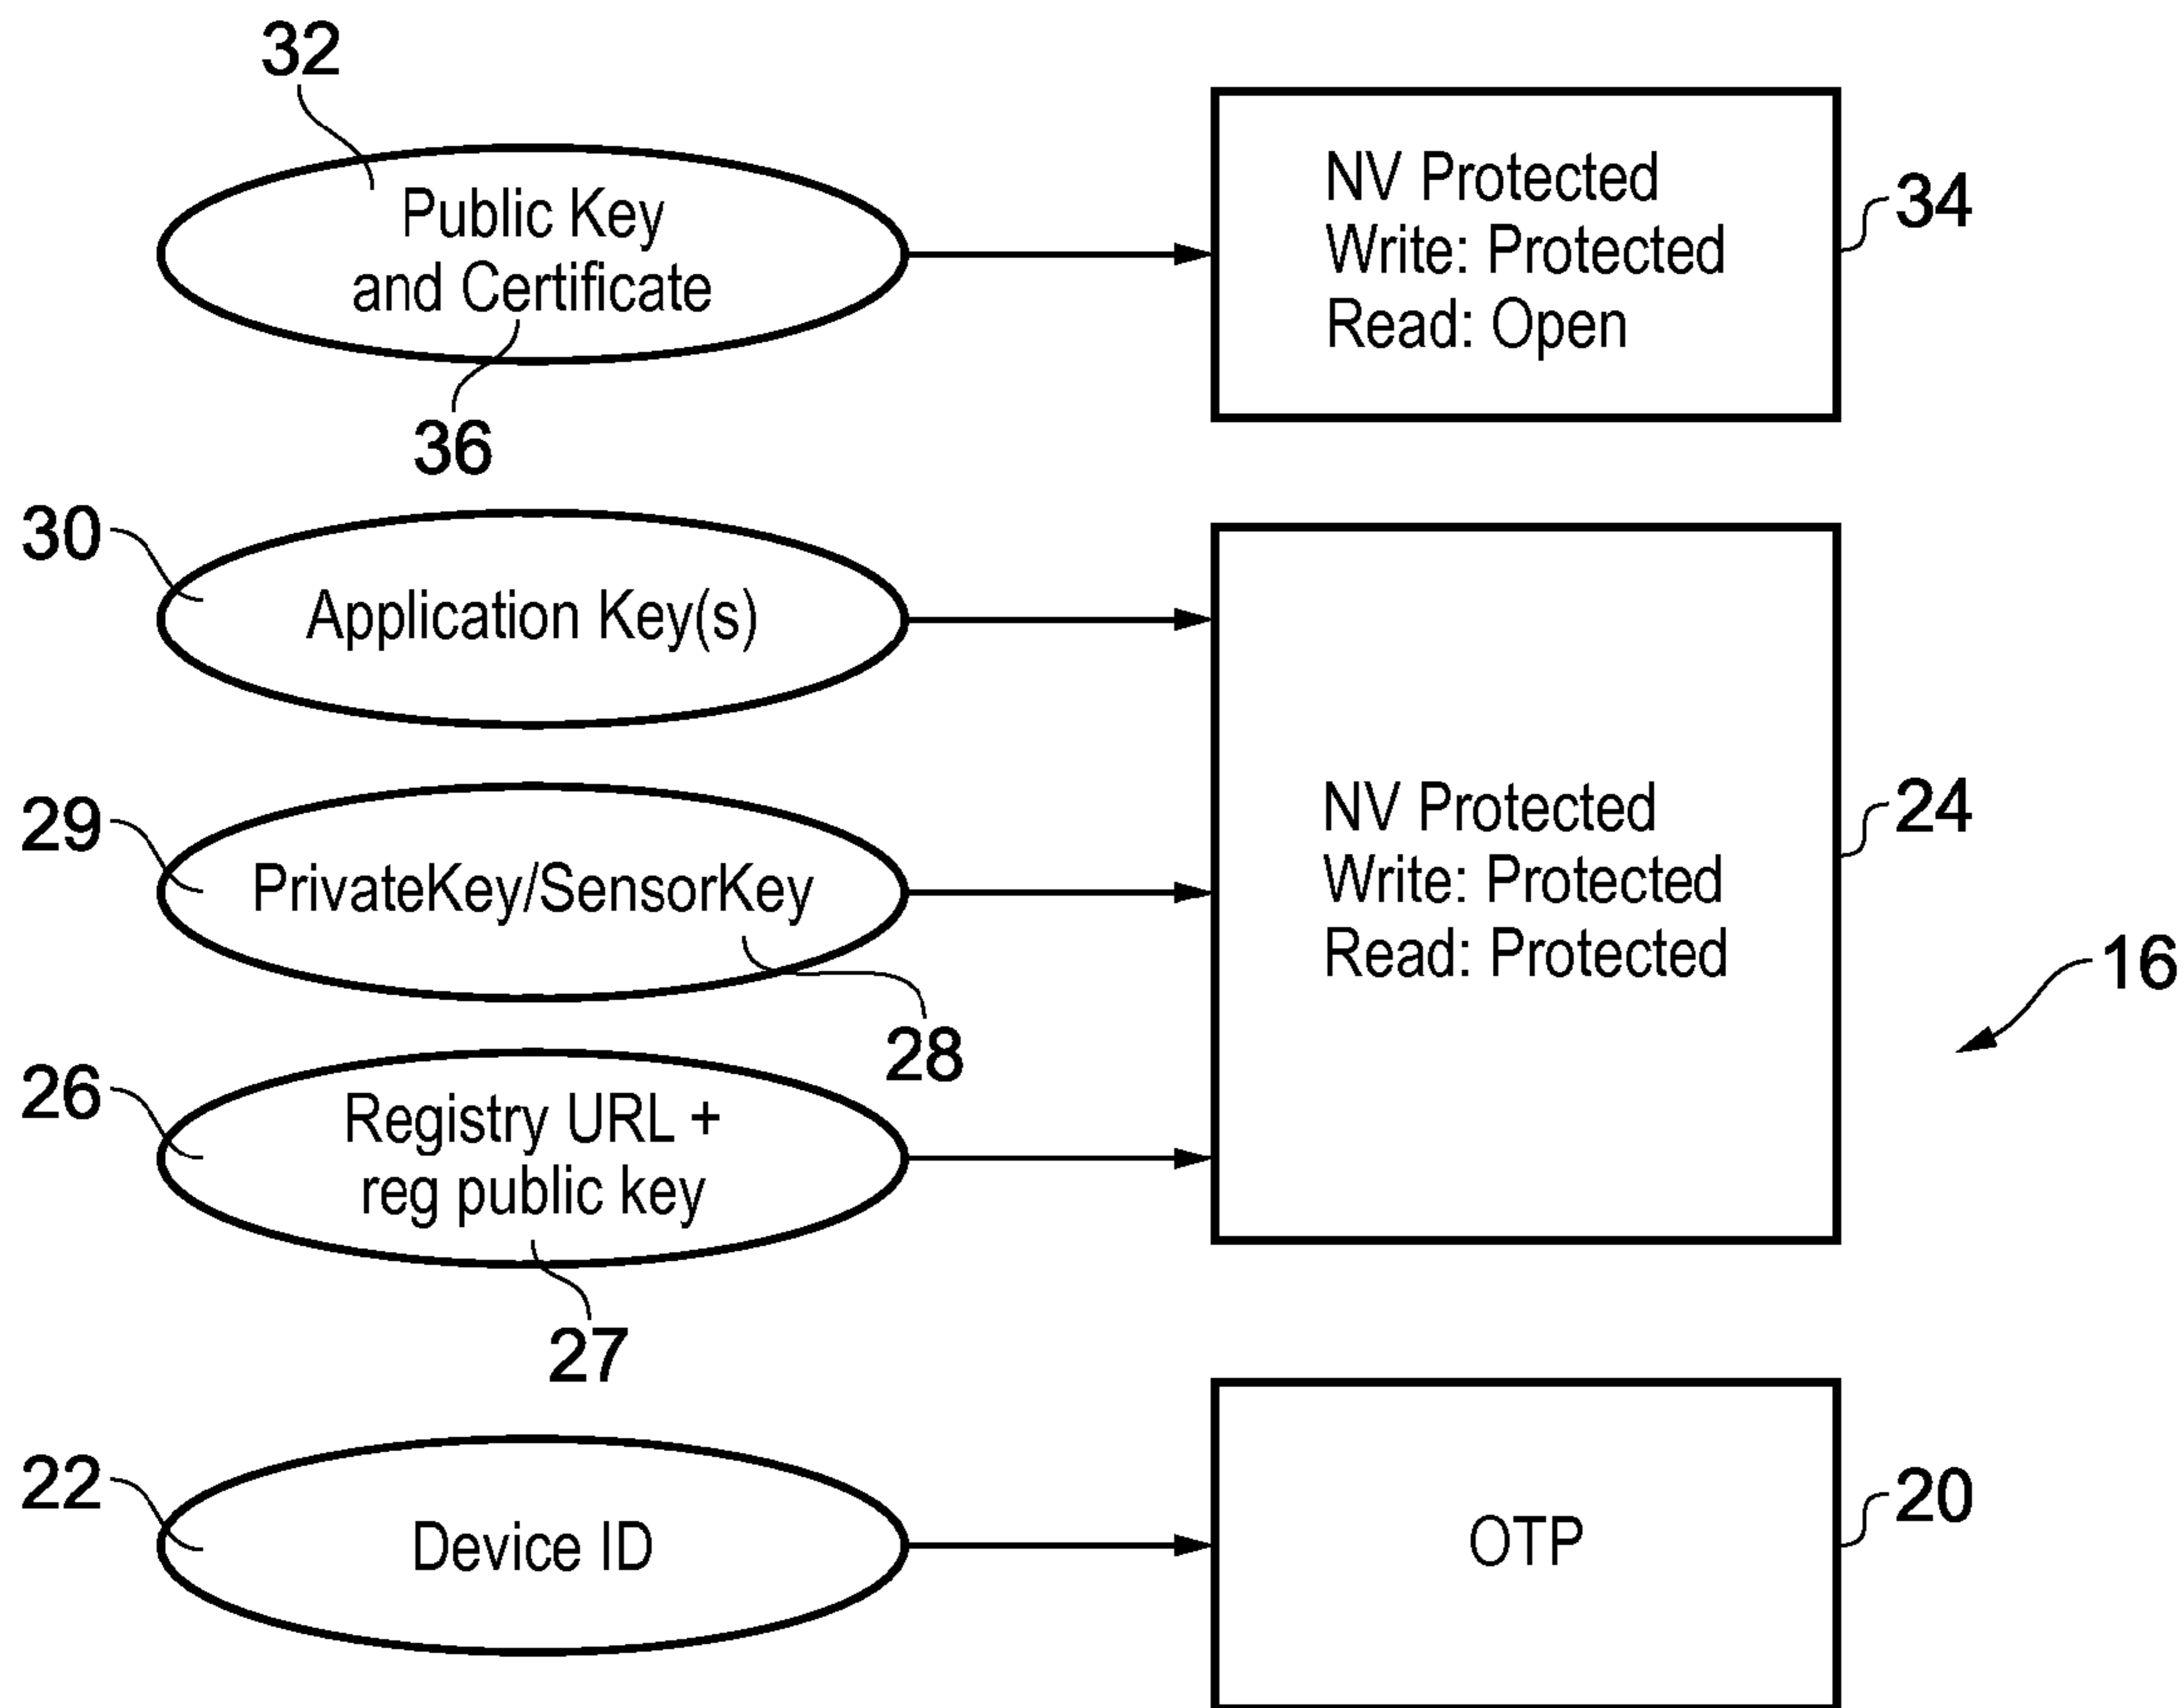 32
Public Key
and Certificate
36
NV Protected
Write: Protected
Read: Open
34
30
Application Key(s)
29
PrivateKey/SensorKey
28
NV Protected
Write: Protected
Read: Protected
24
16
26
Registry URL +
reg public key
27
22
Device ID
OTP
20